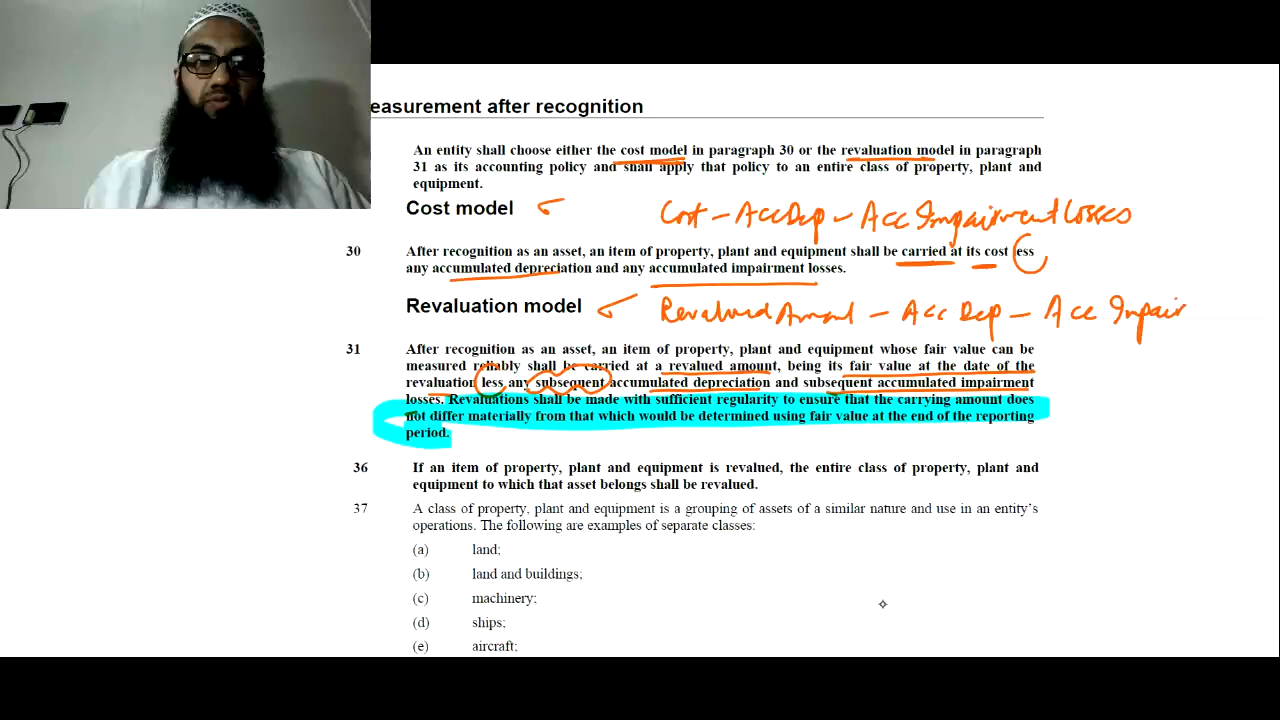 easurement after recognition
An entity shall choose either the cost model in paragraph 30 or the revaluation model in paragraph
31 as its accounting policy and shall apply that policy to an entire class of property, plant and
equipment.
Cost model Cost - Acc Dep - Acc Impairment Losses
30 After recognition as an asset, an item of property, plant and equipment shall be carried at its cost less
any accumulated depreciation and any accumulated impairment losses.
Revaluation model Revalued Amount - Acc Dep - Acc Impair
31 After recognition as an asset, an item of property, plant and equipment whose fair value can be
measured reliably shall be carried at a revalued amount, being its fair value at the date of the
revaluation less any subsequent accumulated depreciation and subsequent accumulated impairment
losses. Revaluations shall be made with sufficient regularity to ensure that the carrying amount does
not differ materially from that which would be determined using fair value at the end of the reporting
period.
36 If an item of property, plant and equipment is revalued, the entire class of property, plant and
equipment to which that asset belongs shall be revalued.
37 A class of property, plant and equipment is a grouping of assets of a similar nature and use in an entity's
operations. The following are examples of separate classes:
(a) land;
(b) land and buildings;
(c) machinery;
(d) ships;
(e) aircraft;